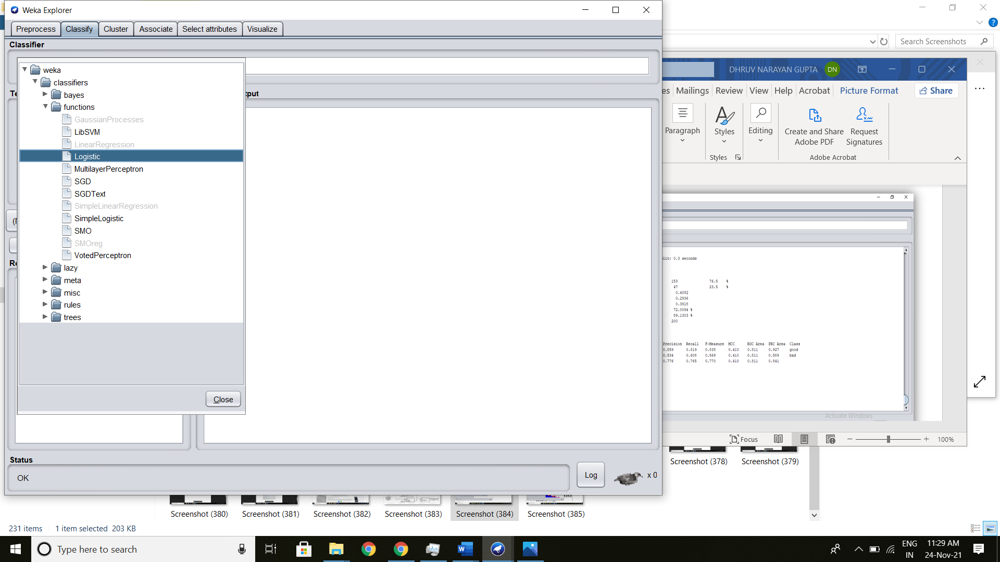 Weka Explorer
Preprocess Classify Cluster Associate Select attributes Visualize
Classifier
weka
classifiers
bayes
functions
GaussianProcesses
LibSVM
LinearRegression
Logistic
MultilayerPerceptron
SGD
SGDText
SimpleLinearRegression
SimpleLogistic
SMO
SMOreg
VotedPerceptron
lazy
meta
misc
rules
trees
Close
Status
OK
Log
x 0
Search Screenshots
DHRUV NARAYAN GUPTA DN
Mailings Review View Help Acrobat Picture Format Share
Paragraph
Styles
Editing
Create and Share Adobe PDF
Request Signatures
Styles
Adobe Acrobat
0.3 seconds
153 76.5 %
47 23.5 %
0.4082
0.2936
0.3918
72.0094 %
89.1303 %
200
Precision Recall F-Measure MCC ROC Area PRC Area Class
0.859 0.819 0.838 0.410 0.811 0.927 good
0.534 0.608 0.569 0.410 0.811 0.589 bad
0.776 0.765 0.770 0.410 0.811 0.841
Activate Windows
Focus
100%
Screenshot (378) Screenshot (379)
Screenshot (380) Screenshot (381) Screenshot (382) Screenshot (383) Screenshot (384) Screenshot (385)
231 items 1 item selected 203 KB
Type here to search
ENG
IN
11:29 AM
24-Nov-21